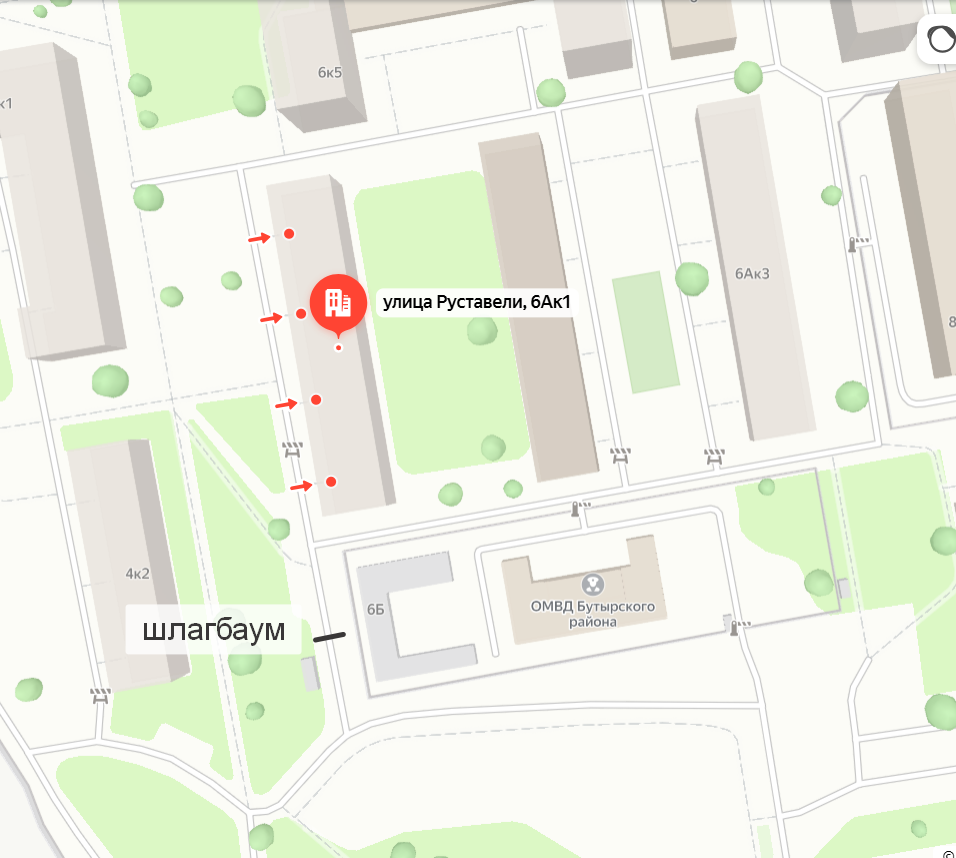 6к5
к1
улица Руставели, 6Ак1
6Ак3
8
4к2
6Б
ОМВД Бутырского
района
шлагбаум
©